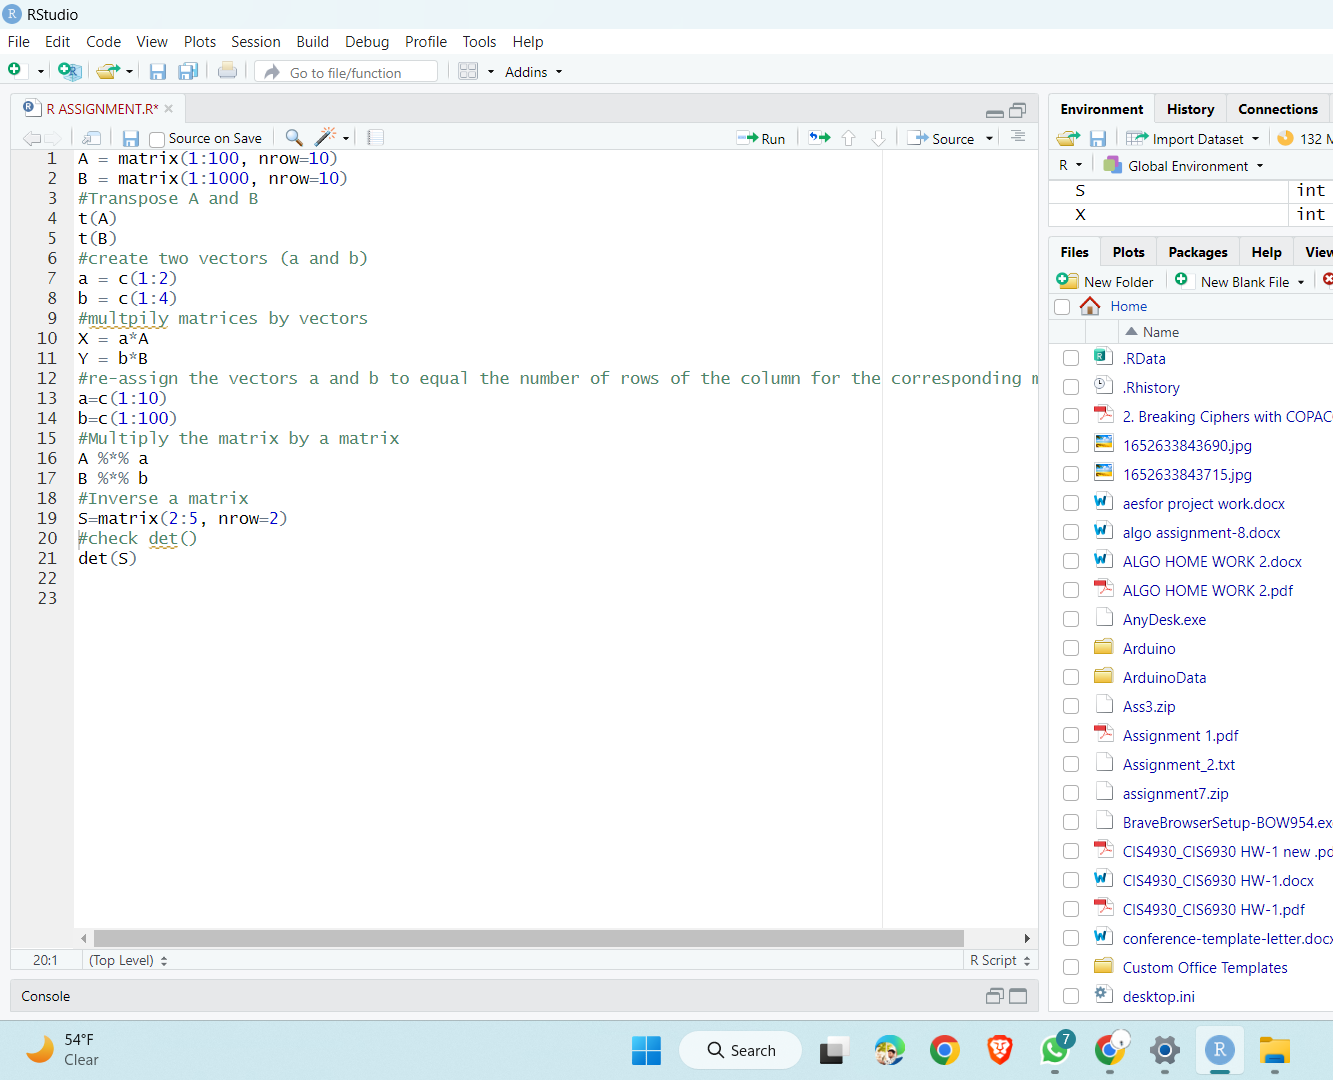 RStudio
File Edit Code View Plots Session Build Debug Profile Tools Help
Go to file/function Addins
R ASSIGNMENT.R*
Source on Save Run Source
1 A = matrix(1:100, nrow=10)
2 B = matrix(1:1000, nrow=10)
3 #Transpose A and B
4 t(A)
5 t(B)
6 #create two vectors (a and b)
7 a = c(1:2)
8 b = c(1:4)
9 #multpily matrices by vectors
10 X = a*A
11 Y = b*B
12 #re-assign the vectors a and b to equal the number of rows of the column for the corresponding m
13 a=c(1:10)
14 b=c(1:100)
15 #Multiply the matrix by a matrix
16 A %*% a
17 B %*% b
18 #Inverse a matrix
19 S=matrix(2:5, nrow=2)
20 #check det()
21 det(S)
22
23
20:1 (Top Level) R Script
Console
Environment History Connections
Import Dataset 132 M
R Global Environment
S int
X int
Files Plots Packages Help View
New Folder New Blank File
Home
Name
.RData
.Rhistory
2. Breaking Ciphers with COPAC
1652633843690.jpg
1652633843715.jpg
aesfor project work.docx
algo assignment-8.docx
ALGO HOME WORK 2.docx
ALGO HOME WORK 2.pdf
AnyDesk.exe
Arduino
ArduinoData
Ass3.zip
Assignment 1.pdf
Assignment_2.txt
assignment7.zip
BraveBrowserSetup-BOW954.ex
CIS4930_CIS6930 HW-1 new .pd
CIS4930_CIS6930 HW-1.docx
CIS4930_CIS6930 HW-1.pdf
conference-template-letter.docx
Custom Office Templates
desktop.ini
54°F
Clear
Search
7
R